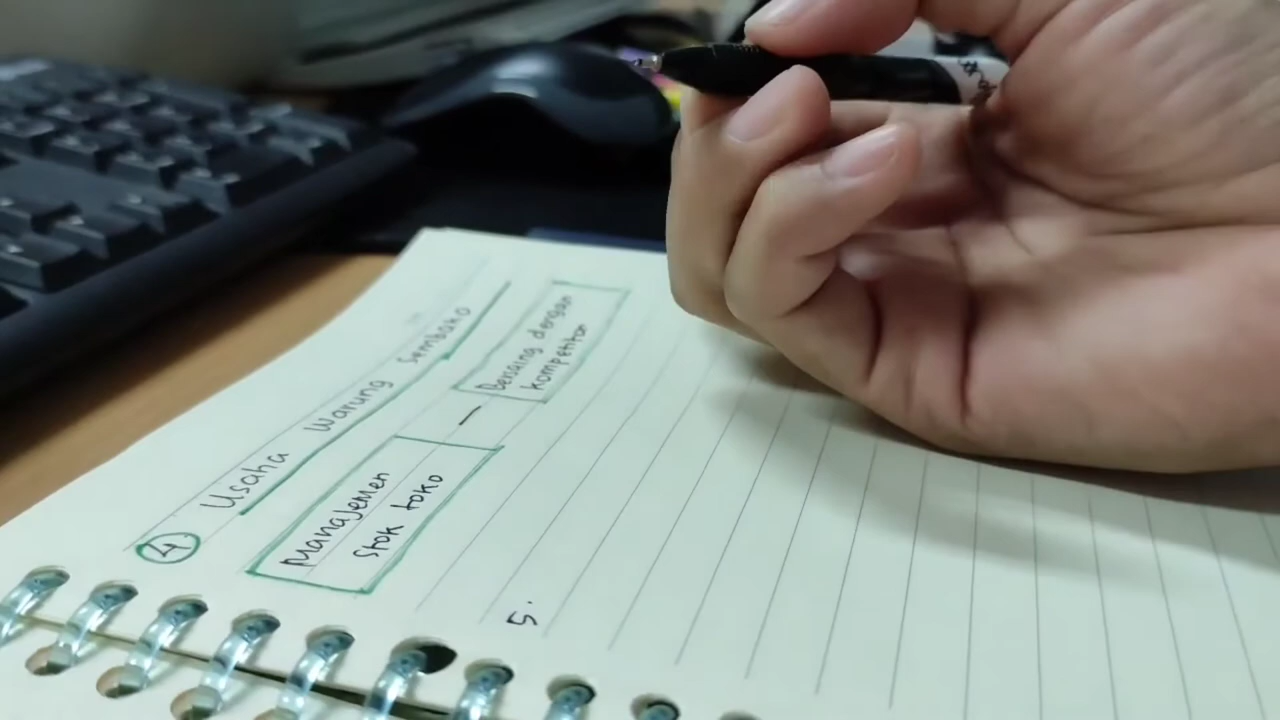 4 Usaha Warung Sembako
Manajemen
stok toko
—
Bersaing dengan
kompetitor
5.